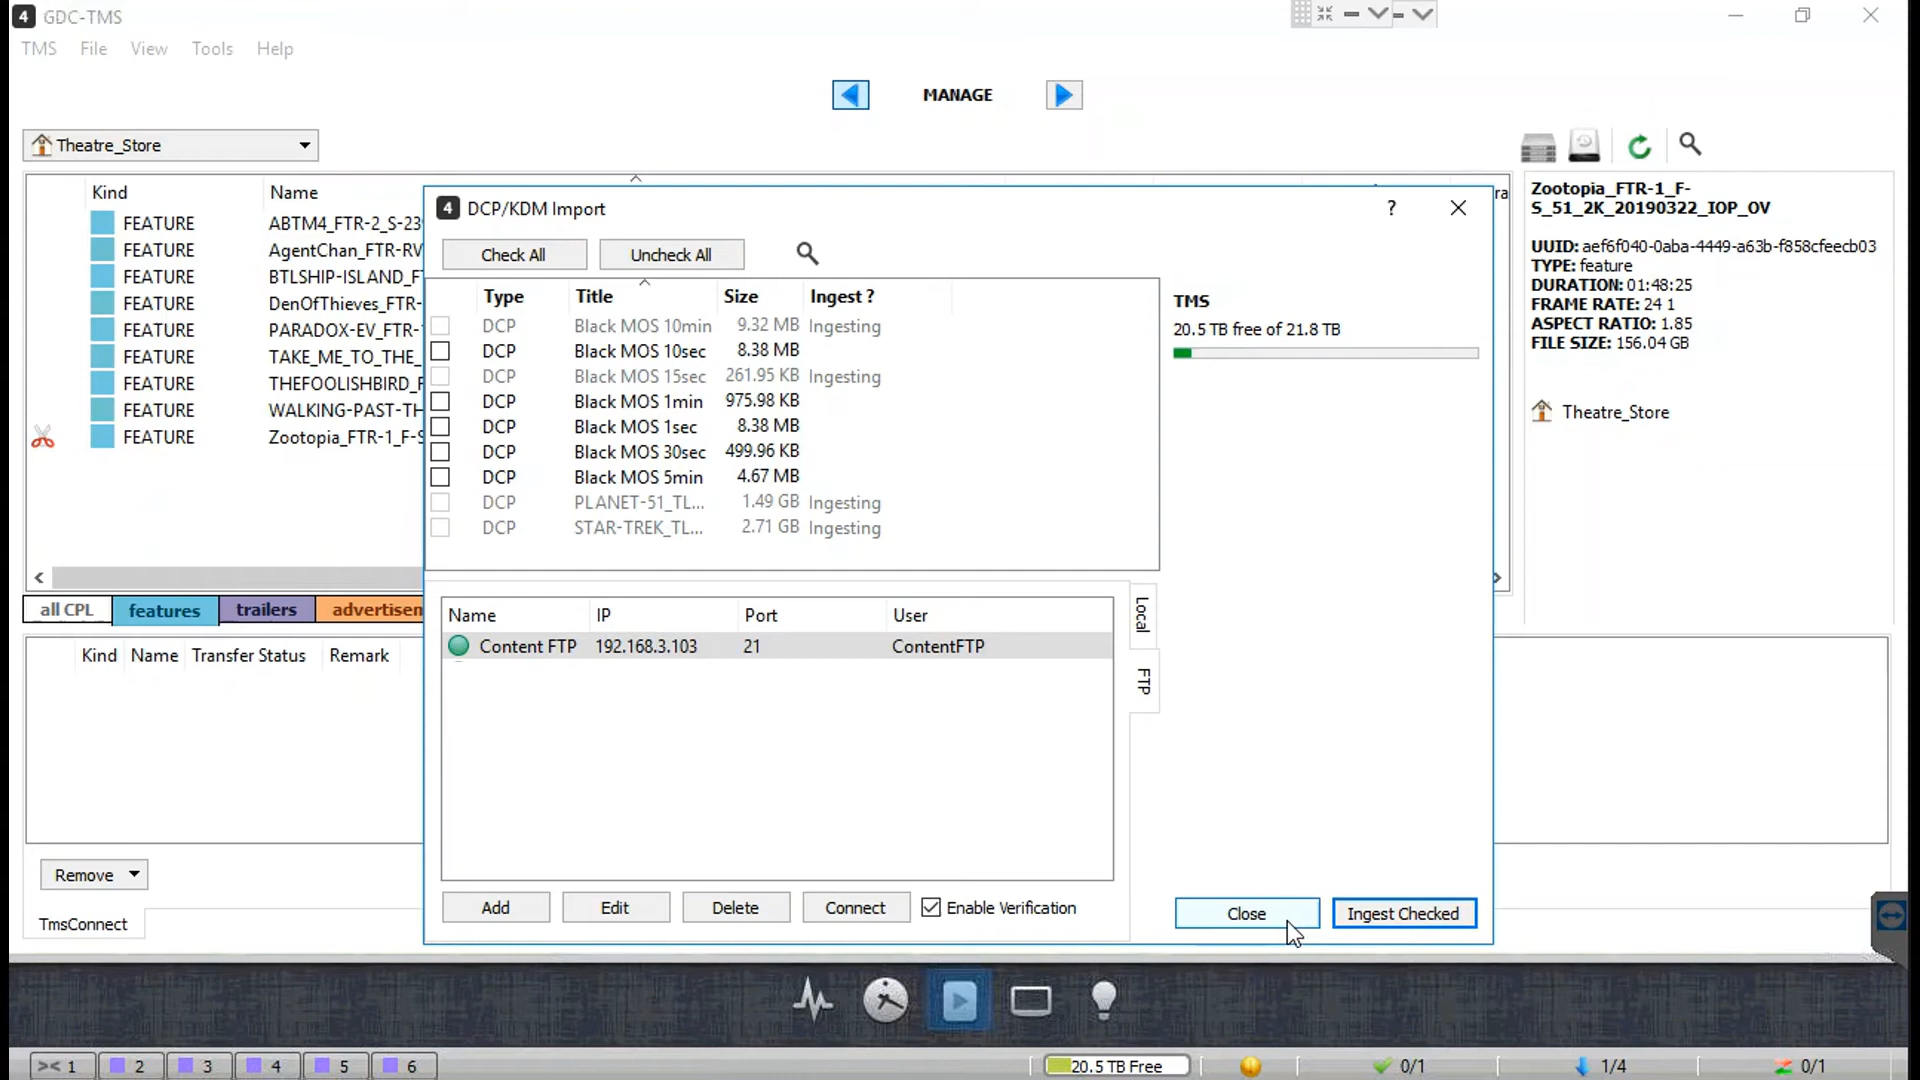 4 GDC-TMS
TMS File View Tools Help
MANAGE
Theatre_Store
Kind Name
FEATURE ABTM4_FTR-2_S-23
FEATURE AgentChan_FTR-RV
FEATURE BTLSHIP-ISLAND_F
FEATURE DenOfThieves_FTR-
FEATURE PARADOX-EV_FTR-
FEATURE TAKE_ME_TO_THE_
FEATURE THEFOOLISHBIRD_F
FEATURE WALKING-PAST-TH
FEATURE Zootopia_FTR-1_F-S
all CPL features trailers advertisem
Kind Name Transfer Status Remark
Remove
TmsConnect
4 DCP/KDM Import ?
Check All Uncheck All
Type Title Size Ingest ?
DCP Black MOS 10min 9.32 MB Ingesting
DCP Black MOS 10sec 8.38 MB
DCP Black MOS 15sec 261.95 KB Ingesting
DCP Black MOS 1min 975.98 KB
DCP Black MOS 1sec 8.38 MB
DCP Black MOS 30sec 499.96 KB
DCP Black MOS 5min 4.67 MB
DCP PLANET-51_TL... 1.49 GB Ingesting
DCP STAR-TREK_TL... 2.71 GB Ingesting
TMS
20.5 TB free of 21.8 TB
Name IP Port User
Content FTP 192.168.3.103 21 ContentFTP
Local
FTP
Add Edit Delete Connect Enable Verification
Close Ingest Checked
ra
Zootopia_FTR-1_F-
S_51_2K_20190322_IOP_OV
UUID: aef6f040-0aba-4449-a63b-f858cfeecb03
TYPE: feature
DURATION: 01:48:25
FRAME RATE: 24 1
ASPECT RATIO: 1.85
FILE SIZE: 156.04 GB
Theatre_Store
1 2 3 4 5 6 20.5 TB Free 0/1 1/4 0/1